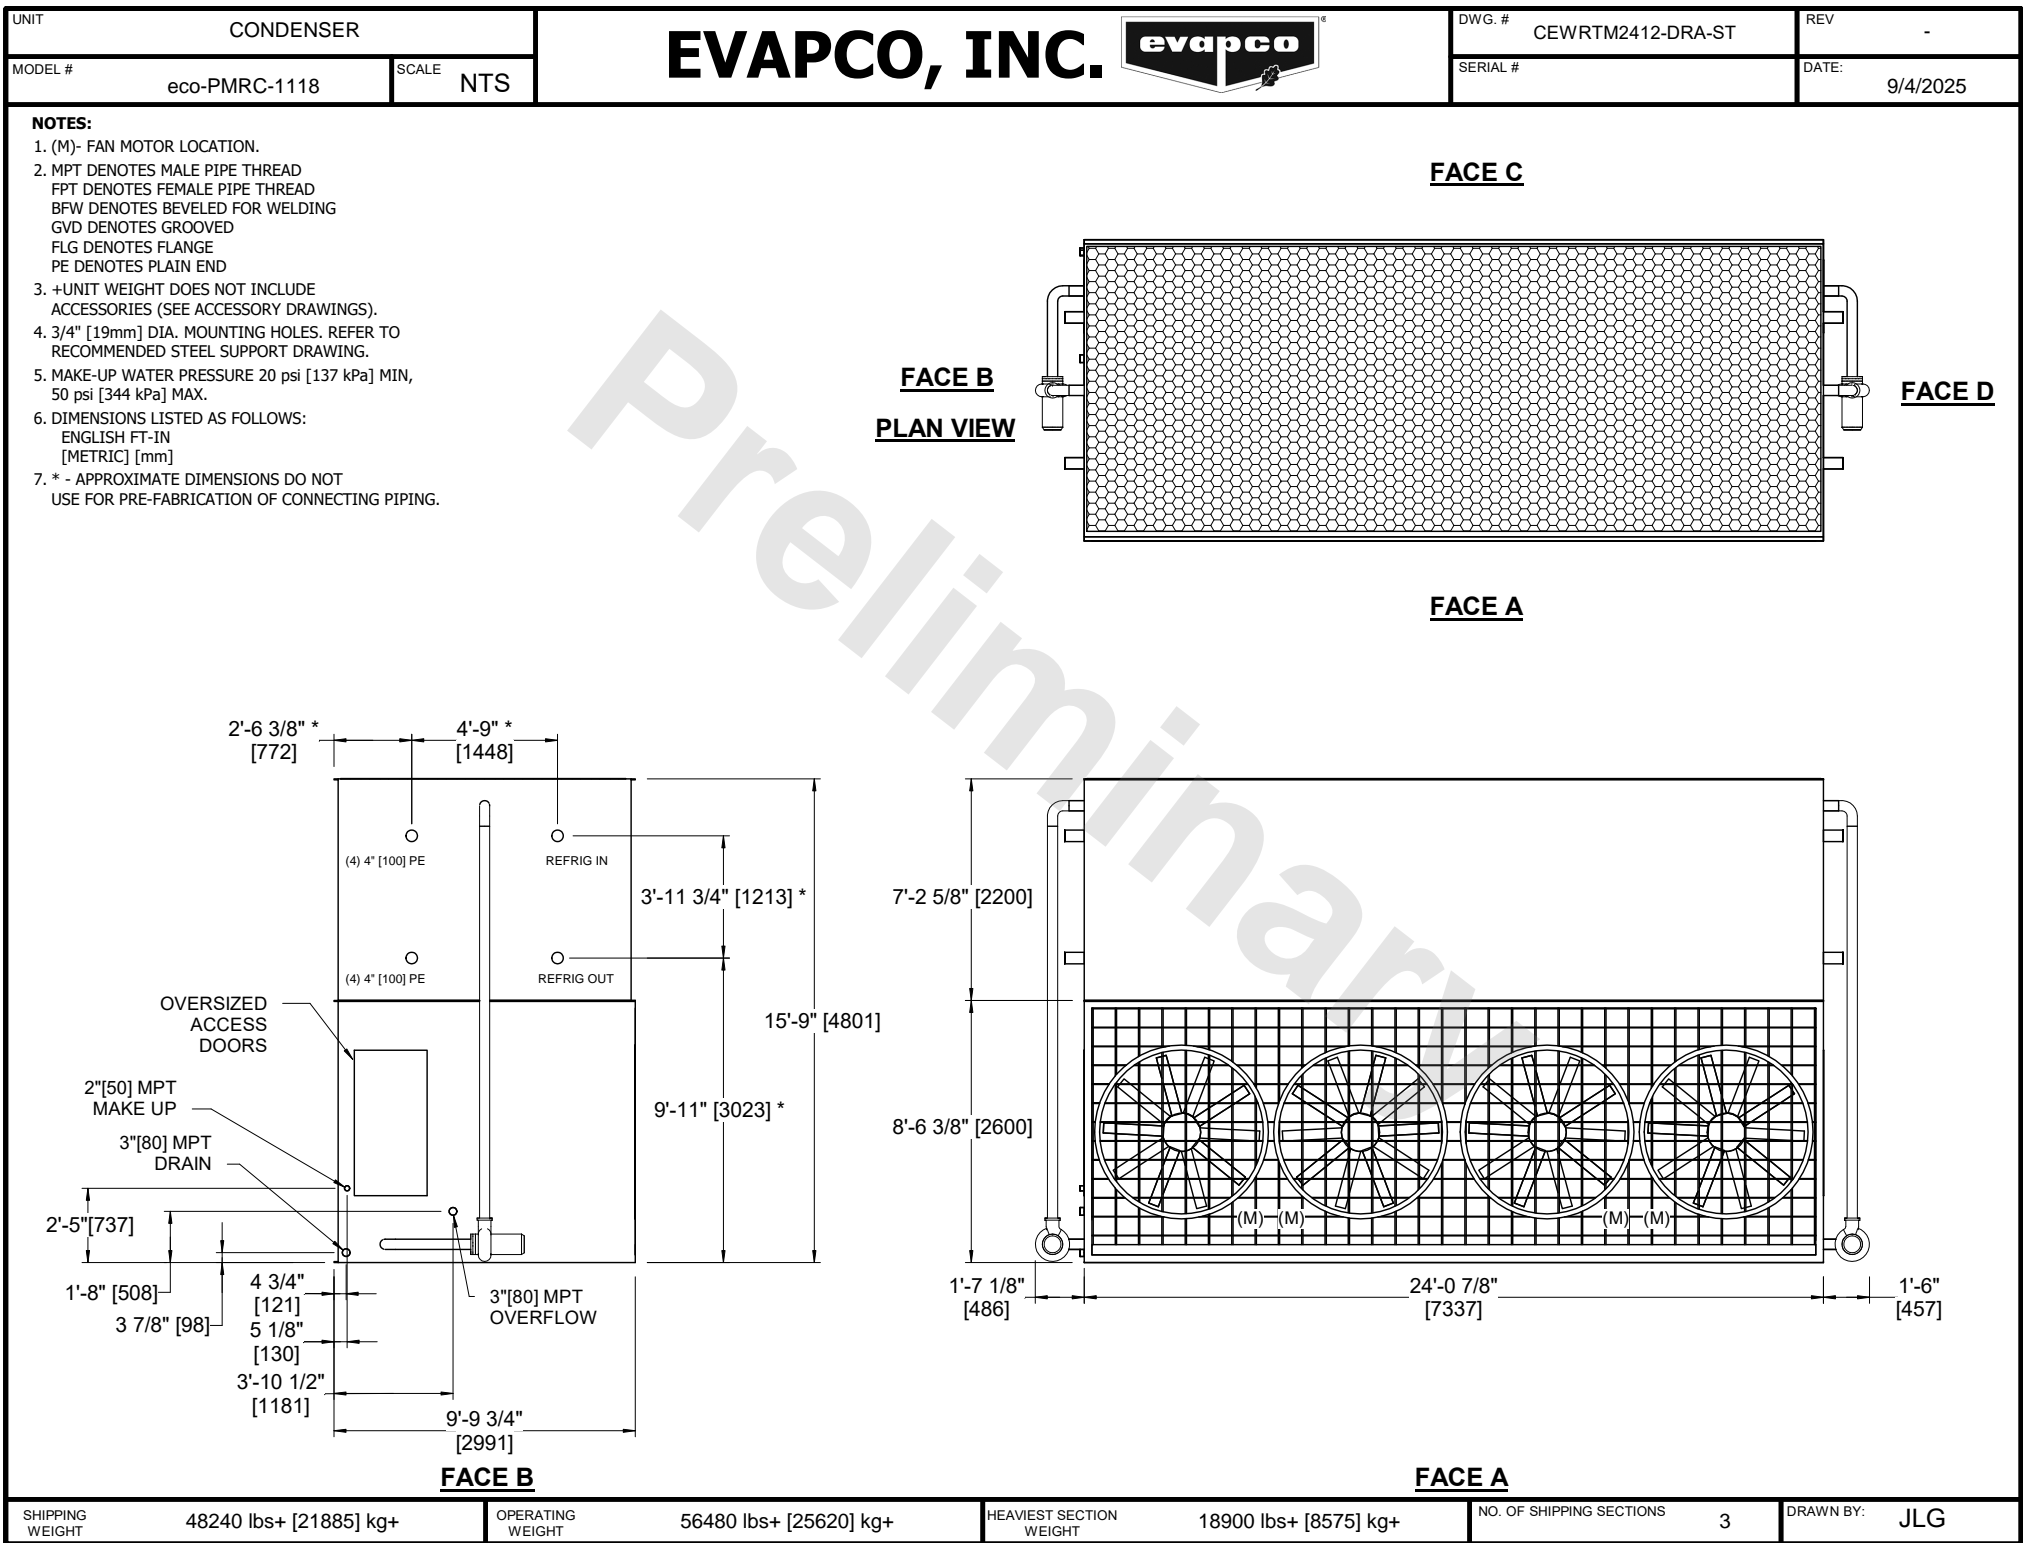 UNIT
CONDENSER
MODEL #
eco-PMRC-1118
SCALE
NTS
EVAPCO, INC.
evapco
®
DWG. #
CEWRTM2412-DRA-ST
REV
-
SERIAL #
DATE:
9/4/2025
NOTES:
1. (M)- FAN MOTOR LOCATION.
2. MPT DENOTES MALE PIPE THREAD
FPT DENOTES FEMALE PIPE THREAD
BFW DENOTES BEVELED FOR WELDING
GVD DENOTES GROOVED
FLG DENOTES FLANGE
PE DENOTES PLAIN END
3. +UNIT WEIGHT DOES NOT INCLUDE
ACCESSORIES (SEE ACCESSORY DRAWINGS).
4. 3/4" [19mm] DIA. MOUNTING HOLES. REFER TO
RECOMMENDED STEEL SUPPORT DRAWING.
5. MAKE-UP WATER PRESSURE 20 psi [137 kPa] MIN,
50 psi [344 kPa] MAX.
6. DIMENSIONS LISTED AS FOLLOWS:
ENGLISH FT-IN
[METRIC] [mm]
7. * - APPROXIMATE DIMENSIONS DO NOT
USE FOR PRE-FABRICATION OF CONNECTING PIPING.
FACE C
FACE B
PLAN VIEW
FACE D
FACE A
Preliminary
2'-6 3/8" *
[772]
4'-9" *
[1448]
(4) 4" [100] PE
REFRIG IN
3'-11 3/4" [1213] *
(4) 4" [100] PE
REFRIG OUT
OVERSIZED
ACCESS
DOORS
15'-9" [4801]
2"[50] MPT
MAKE UP
9'-11" [3023] *
3"[80] MPT
DRAIN
2'-5"[737]
1'-8" [508]
3 7/8" [98]
4 3/4"
[121]
5 1/8"
[130]
3"[80] MPT
OVERFLOW
3'-10 1/2"
[1181]
9'-9 3/4"
[2991]
FACE B
7'-2 5/8" [2200]
8'-6 3/8" [2600]
(M) (M) (M) (M)
1'-7 1/8"
[486]
24'-0 7/8"
[7337]
1'-6"
[457]
FACE A
SHIPPING
WEIGHT
48240 lbs+ [21885] kg+
OPERATING
WEIGHT
56480 lbs+ [25620] kg+
HEAVIEST SECTION
WEIGHT
18900 lbs+ [8575] kg+
NO. OF SHIPPING SECTIONS
3
DRAWN BY:
JLG